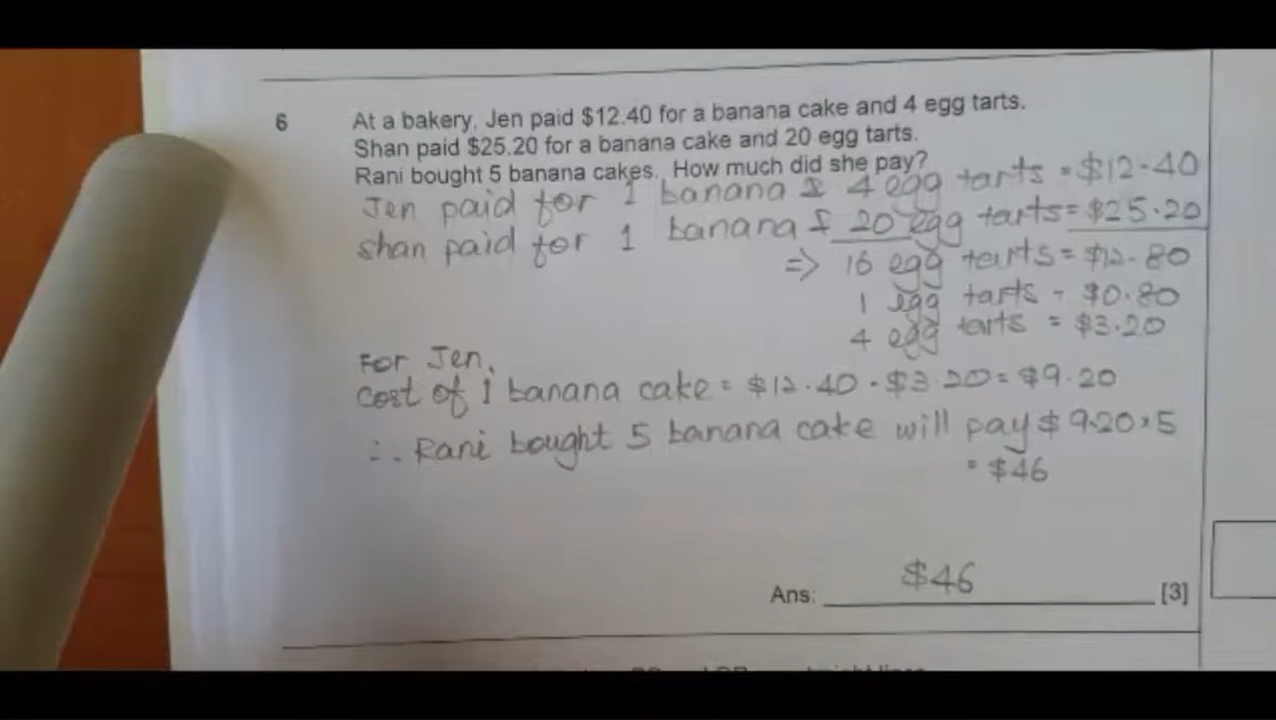 6 At a bakery, Jen paid $12.40 for a banana cake and 4 egg tarts.
Shan paid $25.20 for a banana cake and 20 egg tarts.
Rani bought 5 banana cakes. How much did she pay?
Jen paid for 1 banana & 4 egg tarts = $12.40
Shan paid for 1 banana & 20 egg tarts = $25.20
=> 16 egg tarts = $12.80
1 egg tarts = $0.80
4 egg tarts = $3.20
For Jen,
Cost of 1 banana cake = $12.40 - $3.20 = $9.20
∴ Rani bought 5 banana cake will pay $9.20 × 5
= $46
Ans: $46 [3]